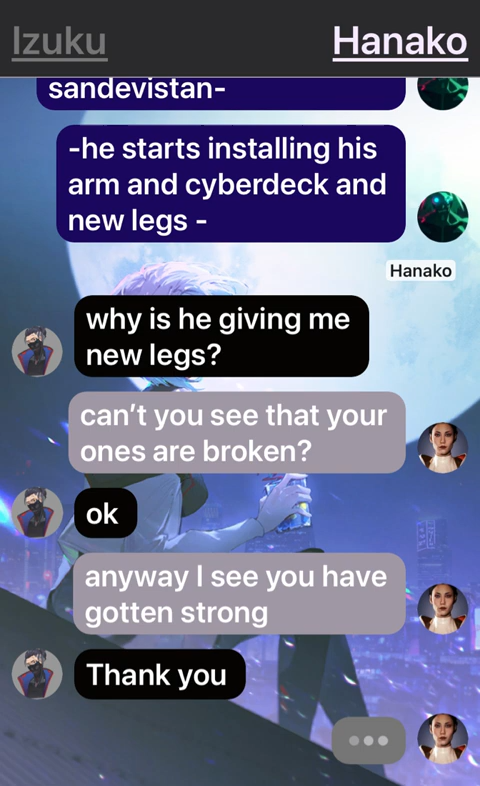 Izuku
Hanako
sandevistan-
-he starts installing his
arm and cyberdeck and
new legs -
Hanako
why is he giving me
new legs?
can’t you see that your
ones are broken?
ok
anyway I see you have
gotten strong
Thank you